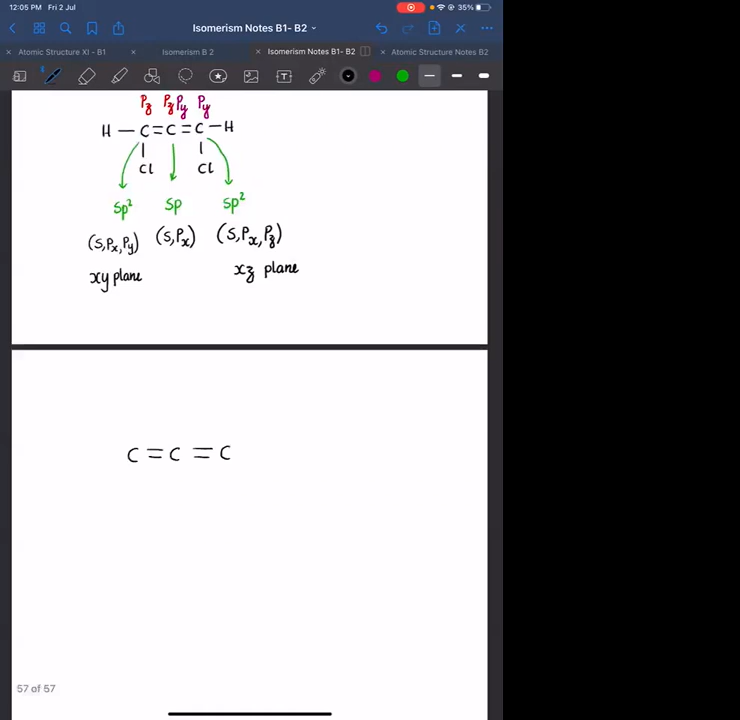 12:05 PM Fri 2 Jul 35%
Isomerism Notes B1- B2
Atomic Structure XI - B1 Isomerism B 2 Isomerism Notes B1- B2 Atomic Structure Notes B2
Pz Pz Py Py
H — C = C = C — H
Cl Cl
Sp² Sp Sp²
(S,Px,Py) (S,Px) (S,Px,Pz)
xy plane xz plane
C = C = C
57 of 57